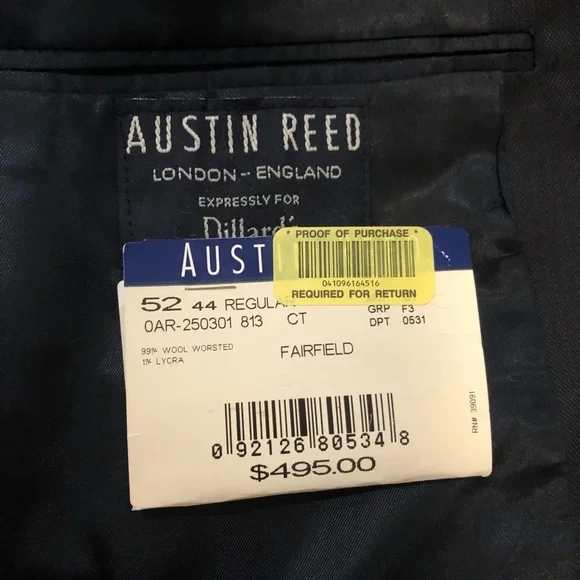 AUSTIN REED
LONDON - ENGLAND
EXPRESSLY FOR
Dillard's
AUST
PROOF OF PURCHASE
041096164516
REQUIRED FOR RETURN
52 44 REGULAR
0AR-250301 813 CT
GRP F3
DPT 0531
99% WOOL WORSTED
1% LYCRA
FAIRFIELD
RN# 39091
0 92126 80534 8
$495.00